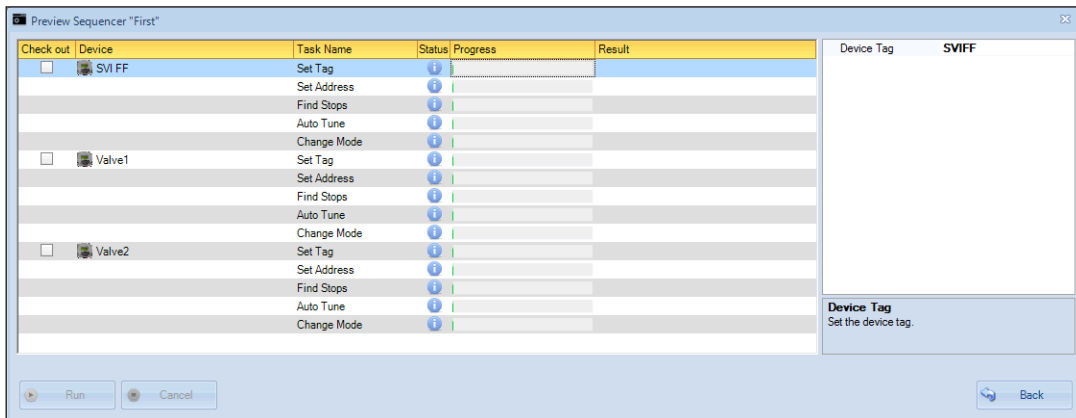 Preview Sequencer "First"
Check out Device Task Name Status Progress Result
SVI FF Set Tag
Set Address
Find Stops
Auto Tune
Change Mode
Valve1 Set Tag
Set Address
Find Stops
Auto Tune
Change Mode
Valve2 Set Tag
Set Address
Find Stops
Auto Tune
Change Mode
Device Tag SVIFF
Device Tag
Set the device tag.
Run Cancel Back